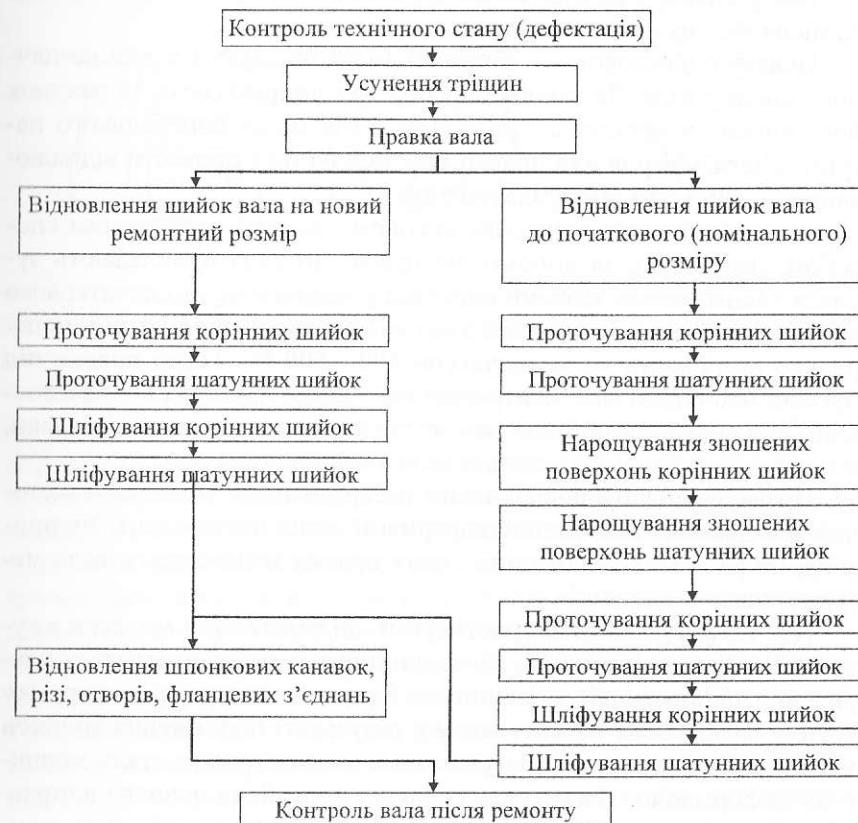 Контроль технічного стану (дефектація)
Усунення тріщин
Правка вала
Відновлення шийок вала на новий
ремонтний розмір
Проточування корінних шийок
Проточування шатунних шийок
Шліфування корінних шийок
Шліфування шатунних шийок
Відновлення шпонкових канавок,
різі, отворів, фланцевих з’єднань
Відновлення шийок вала
до початкового (номінального)
розміру
Проточування корінних шийок
Проточування шатунних шийок
Нарощування зношених
поверхонь корінних шийок
Нарощування зношених
поверхонь шатунних шийок
Проточування корінних шийок
Проточування шатунних шийок
Шліфування корінних шийок
Шліфування шатунних шийок
Контроль вала після ремонту